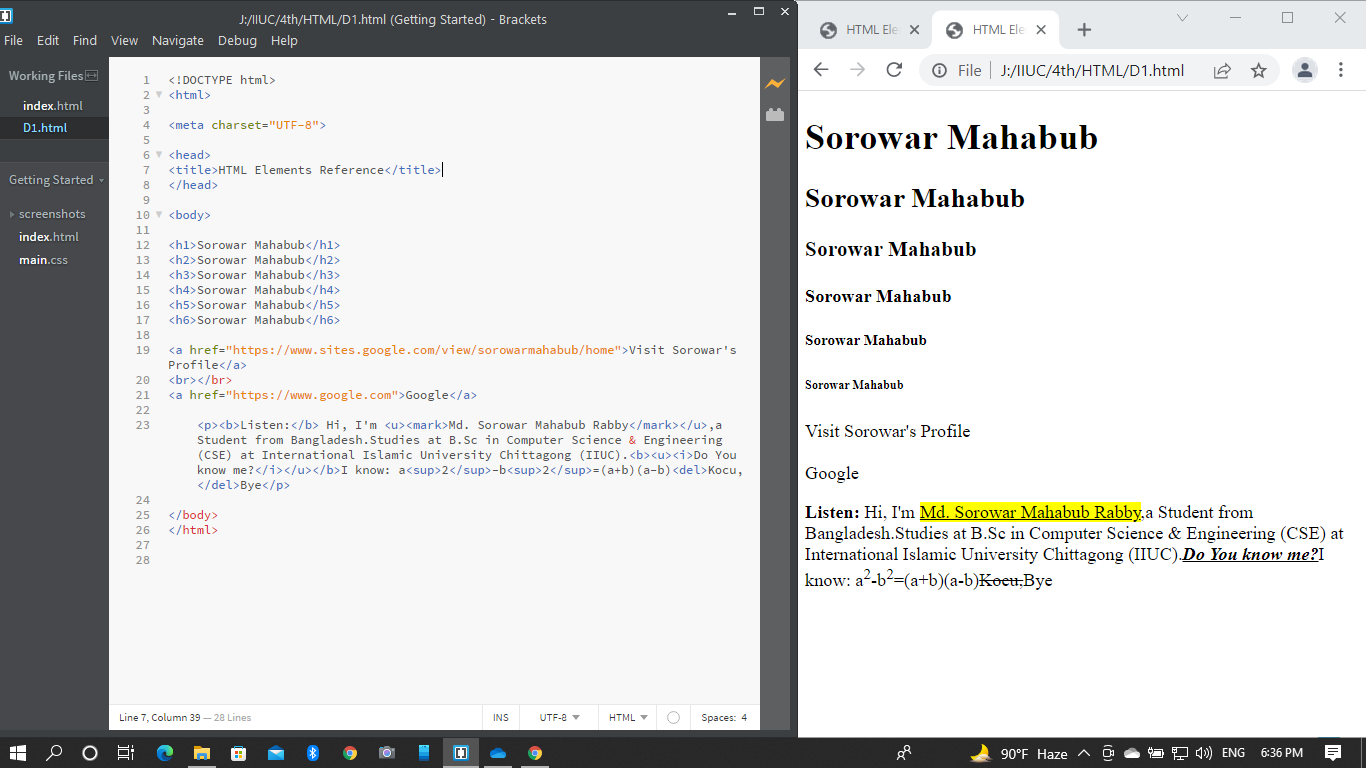 J:/IIUC/4th/HTML/D1.html (Getting Started) - Brackets
File Edit Find View Navigate Debug Help
Working Files
index.html
D1.html
Getting Started
screenshots
index.html
main.css
1 <!DOCTYPE html>
2 <html>
3
4 <meta charset="UTF-8">
5
6 <head>
7 <title>HTML Elements Reference</title>
8 </head>
9
10 <body>
11
12 <h1>Sorowar Mahabub</h1>
13 <h2>Sorowar Mahabub</h2>
14 <h3>Sorowar Mahabub</h3>
15 <h4>Sorowar Mahabub</h4>
16 <h5>Sorowar Mahabub</h5>
17 <h6>Sorowar Mahabub</h6>
18
19 <a href="https://www.sites.google.com/view/sorowarmahabub/home">Visit Sorowar's
Profile</a>
20 <br></br>
21 <a href="https://www.google.com">Google</a>
22
23 <p><b>Listen:</b> Hi, I'm <u><mark>Md. Sorowar Mahabub Rabby</mark></u>,a
Student from Bangladesh.Studies at B.Sc in Computer Science & Engineering
(CSE) at International Islamic University Chittagong (IIUC).<b><u><i>Do You
know me?</i></u></b>I know: a<sup>2</sup>-b<sup>2</sup>=(a+b)(a-b)<del>Kocu,
</del>Bye</p>
24
25 </body>
26 </html>
27
28
Line 7, Column 39 — 28 Lines
INS UTF-8 HTML Spaces: 4
HTML Ele HTML Ele
File J:/IIUC/4th/HTML/D1.html
Sorowar Mahabub
Sorowar Mahabub
Sorowar Mahabub
Sorowar Mahabub
Sorowar Mahabub
Sorowar Mahabub
Visit Sorowar's Profile
Google
Listen: Hi, I'm Md. Sorowar Mahabub Rabby,a Student from
Bangladesh.Studies at B.Sc in Computer Science & Engineering (CSE) at
International Islamic University Chittagong (IIUC).Do You know me?I
know: a2-b2=(a+b)(a-b)Kocu,Bye
90°F Haze ENG 6:36 PM